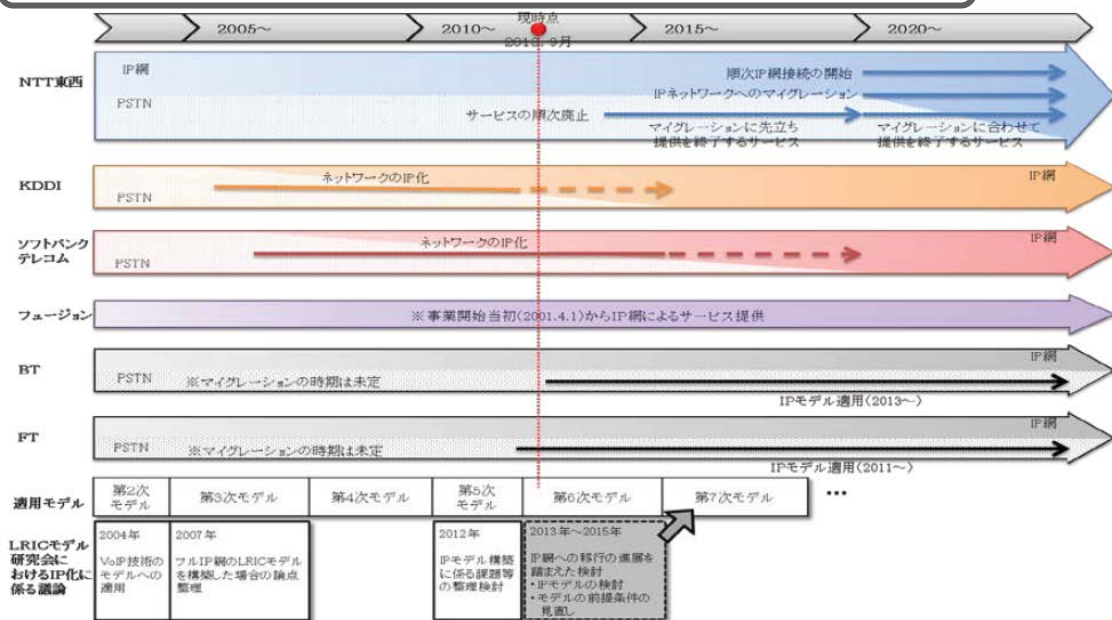 現時点
2005～
2010～
2013.9月
2015～
2020～
NTT東西
IP網
PSTN
順次IP網接続の開始
IPネットワークへのマイグレーション
サービスの順次廃止
マイグレーションに先立ち
提供を終了するサービス
マイグレーションに合わせて
提供を終了するサービス
KDDI
PSTN
ネットワークのIP化
IP網
ソフトバンク
テレコム
PSTN
ネットワークのIP化
IP網
フュージョン
※事業開始当初(2001.4.1)からIP網によるサービス提供
BT
PSTN
※マイグレーションの時期は未定
IP網
IPモデル適用(2013～)
FT
PSTN
※マイグレーションの時期は未定
IP網
IPモデル適用(2011～)
適用モデル
第2次
モデル
第3次モデル
第4次モデル
第5次
モデル
第6次モデル
第7次モデル
…
LRICモデル
研究会に
おけるIP化に
係る議論
2004年
VoIP技術の
モデルへの
適用
2007年
フルIP網のLRICモデル
を構築した場合の論点
整理
2012年
IPモデル構築
に係る課題等
の整理検討
2013年～2015年
IP網への移行の進展を
踏まえた検討
・IPモデルの検討
・モデルの前提条件の
見直し